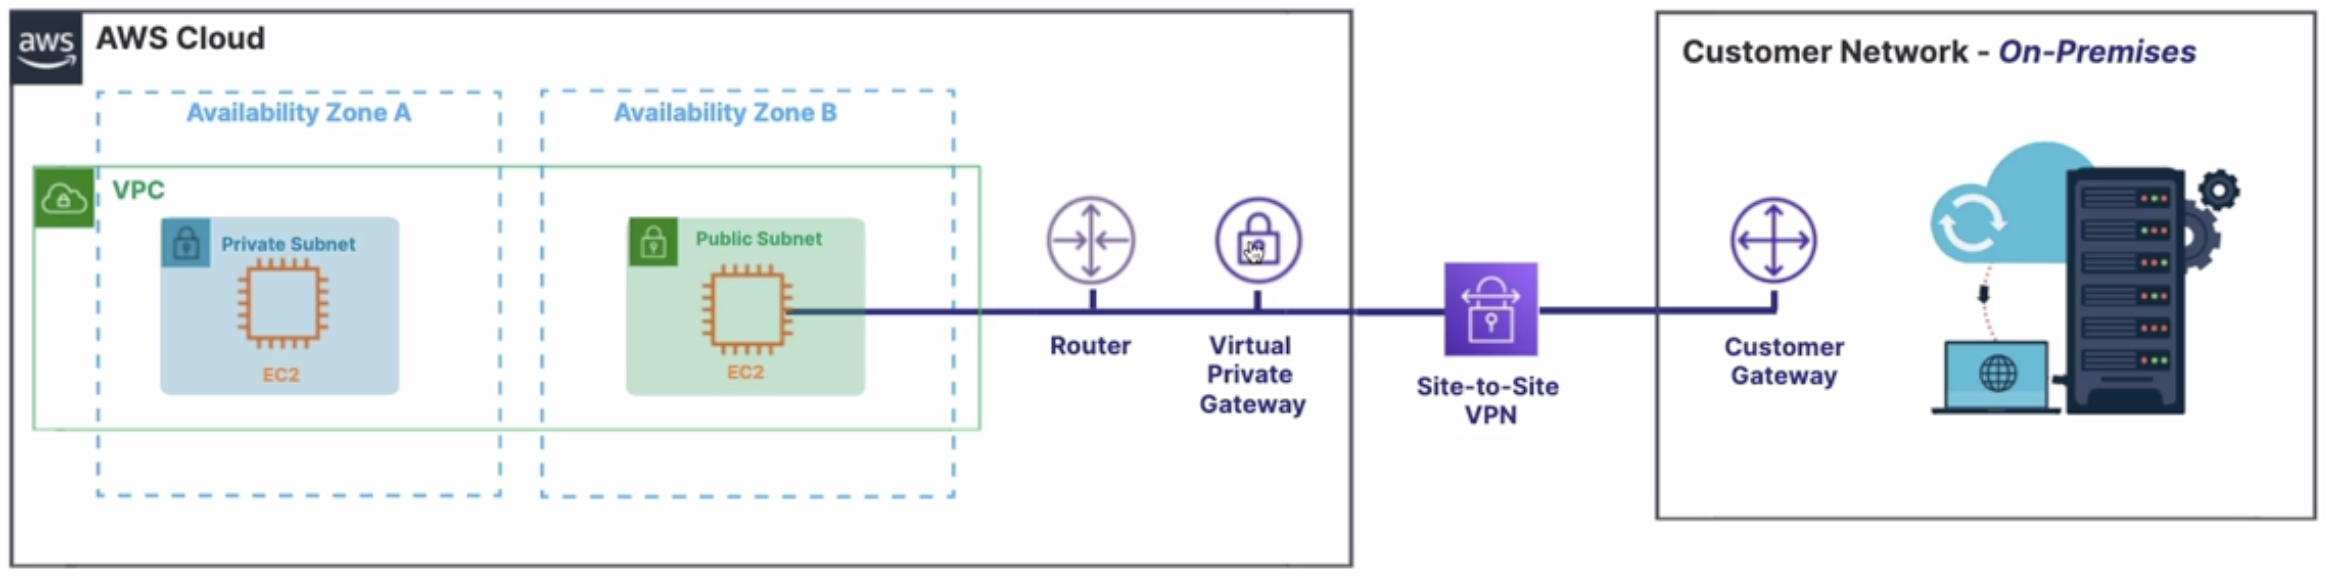 aws
AWS Cloud
Availability Zone A
Availability Zone B
VPC
Private Subnet
EC2
Public Subnet
EC2
Router
Virtual
Private
Gateway
Site-to-Site
VPN
Customer Network - On-Premises
Customer
Gateway